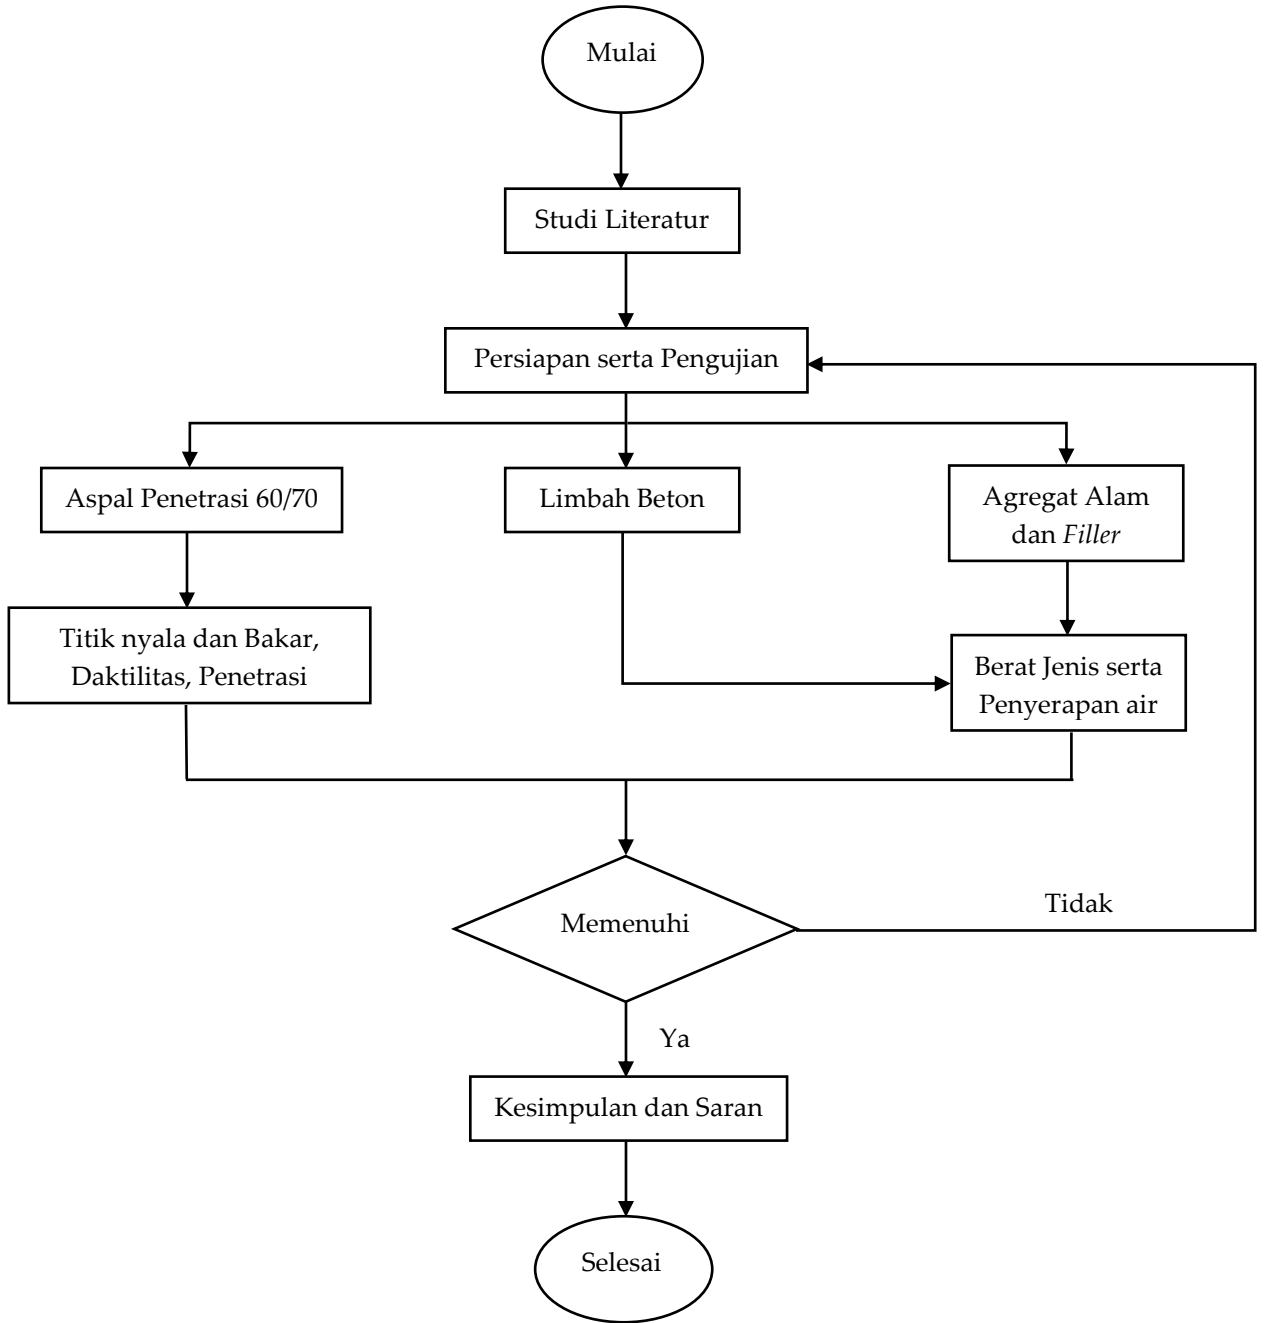 Mulai
Studi Literatur
Persiapan serta Pengujian
Aspal Penetrasi 60/70
Limbah Beton
Agregat Alam
dan Filler
Titik nyala dan Bakar,
Daktilitas, Penetrasi
Berat Jenis serta
Penyerapan air
Memenuhi
Tidak
Ya
Kesimpulan dan Saran
Selesai